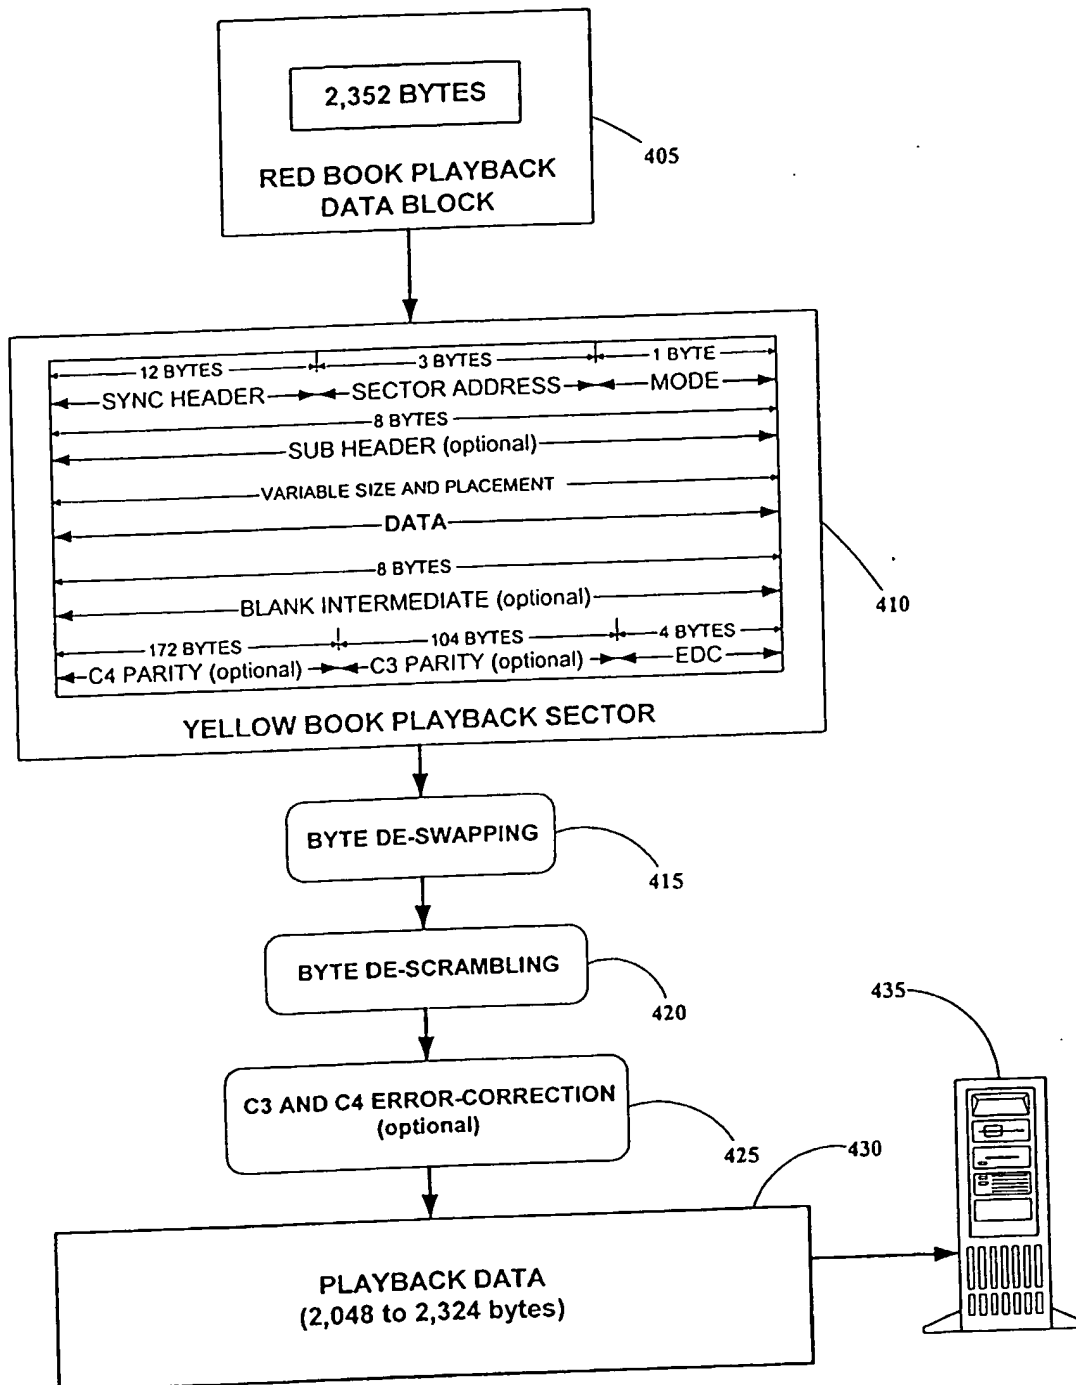 2,352 BYTES
RED BOOK PLAYBACK
DATA BLOCK
405
12 BYTES 3 BYTES 1 BYTE
SYNC HEADER SECTOR ADDRESS MODE
8 BYTES
SUB HEADER (optional)
VARIABLE SIZE AND PLACEMENT
DATA
8 BYTES
BLANK INTERMEDIATE (optional)
172 BYTES 104 BYTES 4 BYTES
C4 PARITY (optional) C3 PARITY (optional) EDC
YELLOW BOOK PLAYBACK SECTOR
410
BYTE DE-SWAPPING
415
BYTE DE-SCRAMBLING
420
435
C3 AND C4 ERROR-CORRECTION
(optional)
425
430
PLAYBACK DATA
(2,048 to 2,324 bytes)